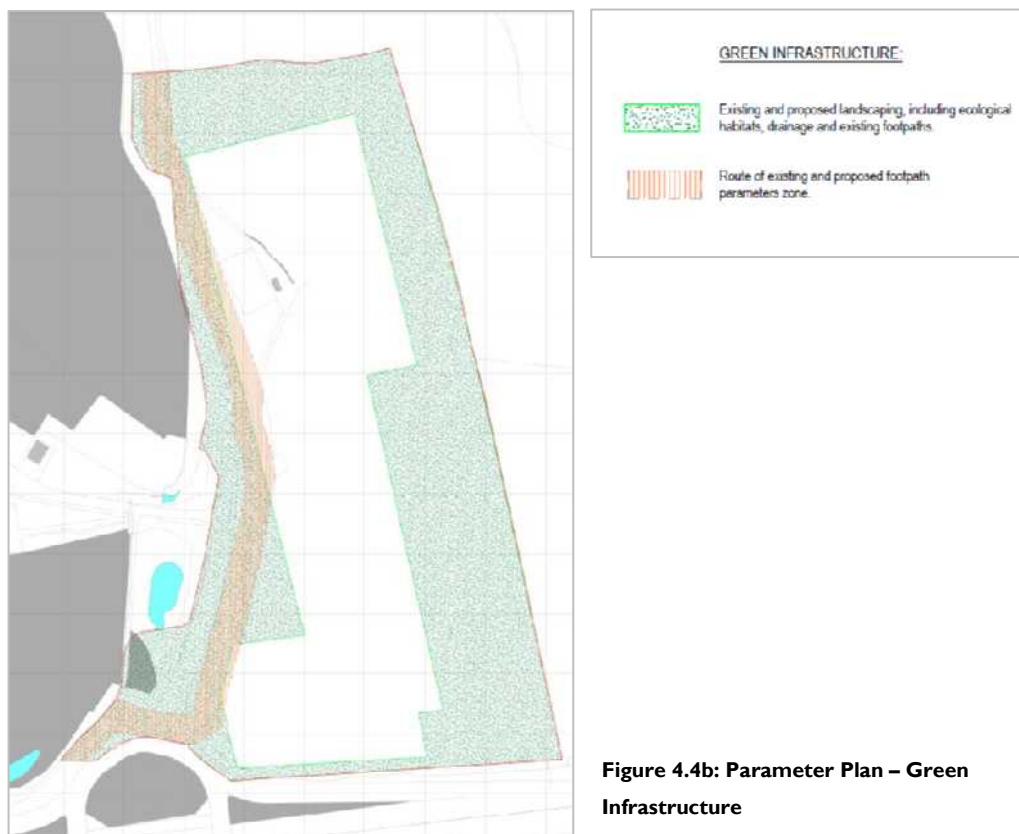 GREEN INFRASTRUCTURE:
Existing and proposed landscaping, including ecological
habitats, drainage and existing footpaths.
Route of existing and proposed footpath
parameters zone.
Figure 4.4b: Parameter Plan – Green
Infrastructure